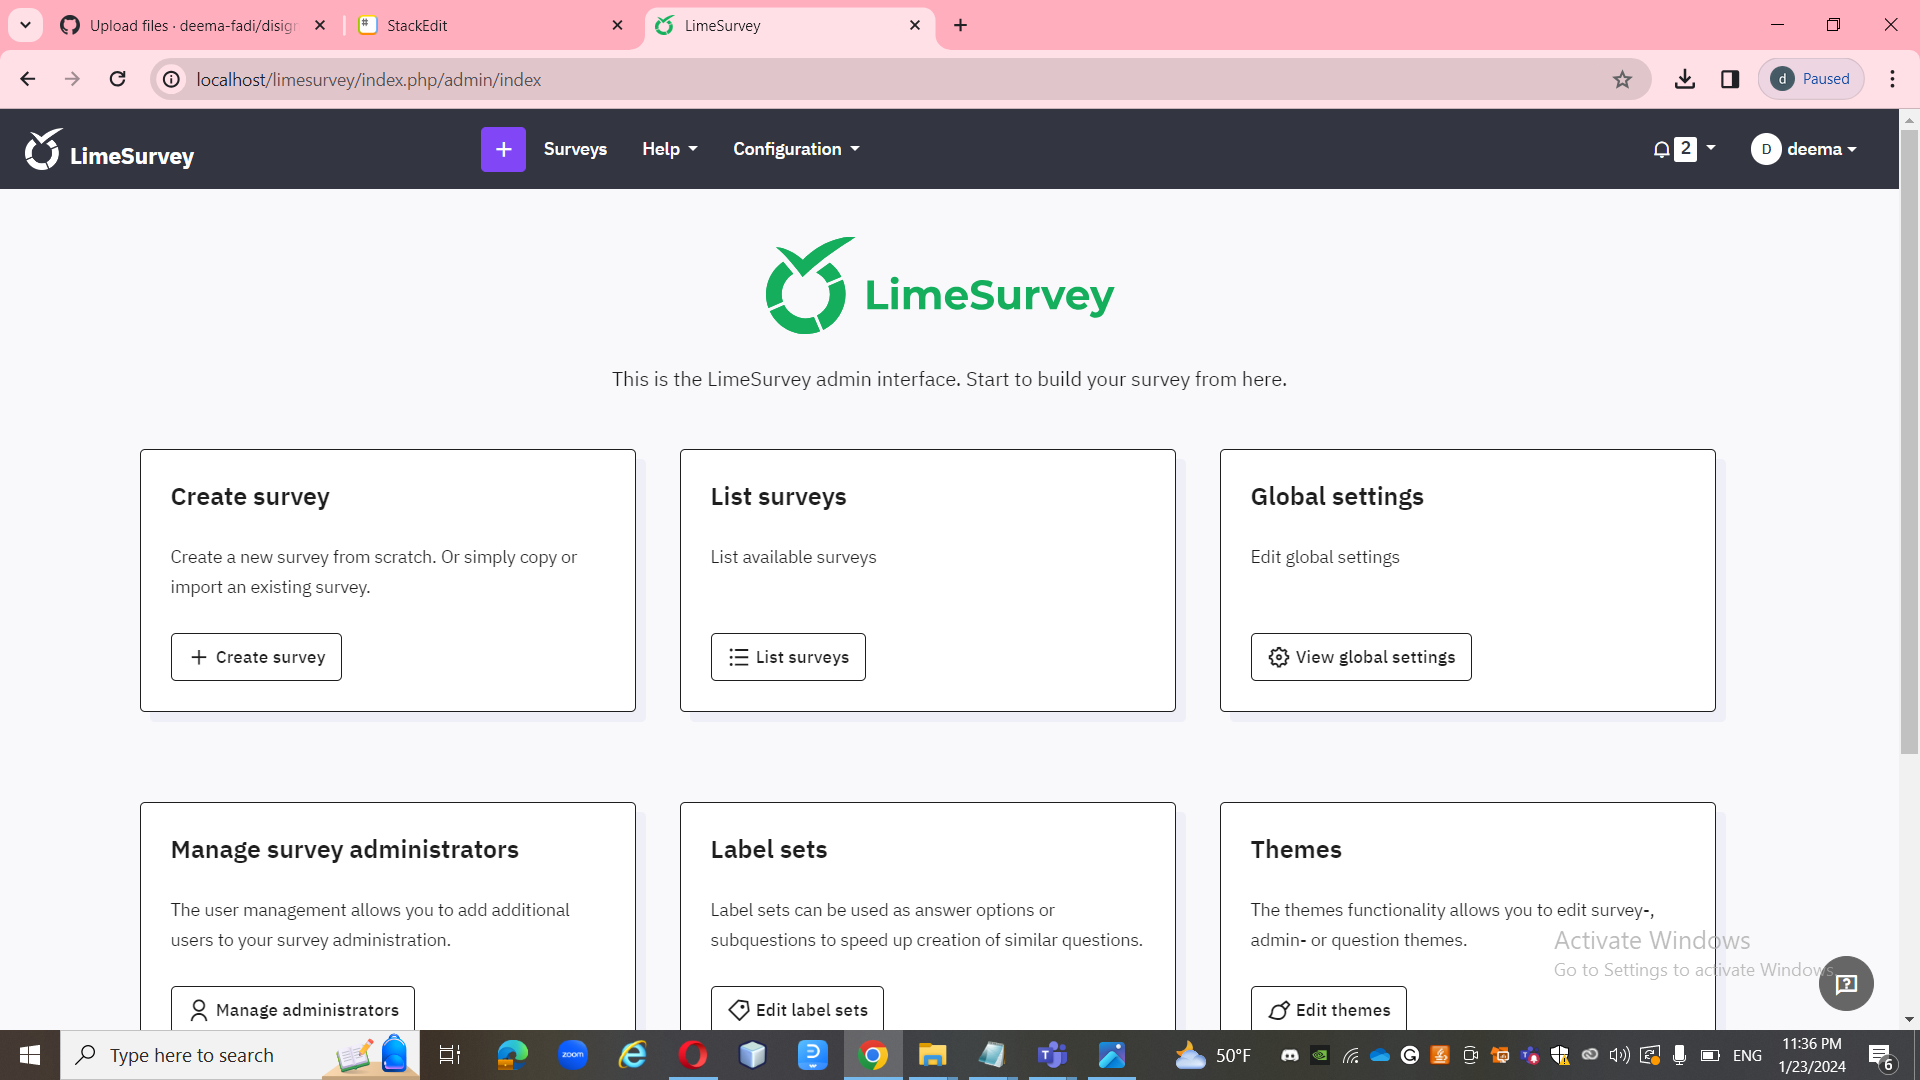 Upload files · deema-fadi/disign
StackEdit
LimeSurvey
localhost/limesurvey/index.php/admin/index
d
Paused
LimeSurvey
+ Surveys
Help
Configuration
2
D
deema
LimeSurvey
This is the LimeSurvey admin interface. Start to build your survey from here.
Create survey
Create a new survey from scratch. Or simply copy or
import an existing survey.
Create survey
List surveys
List available surveys
List surveys
Global settings
Edit global settings
View global settings
Manage survey administrators
The user management allows you to add additional
users to your survey administration.
Manage administrators
Label sets
Label sets can be used as answer options or
subquestions to speed up creation of similar questions.
Edit label sets
Themes
The themes functionality allows you to edit survey-,
admin- or question themes.
Edit themes
Activate Windows
Go to Settings to activate Windows.
Type here to search
zoom
50°F
ENG
11:36 PM
1/23/2024
6